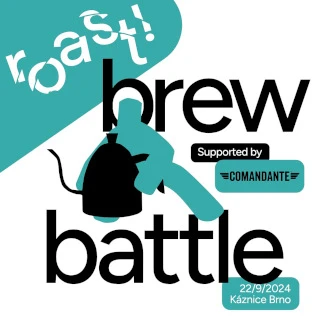 roast!
brew
Supported by
COMANDANTE
battle
22/9/2024
Káznice Brno